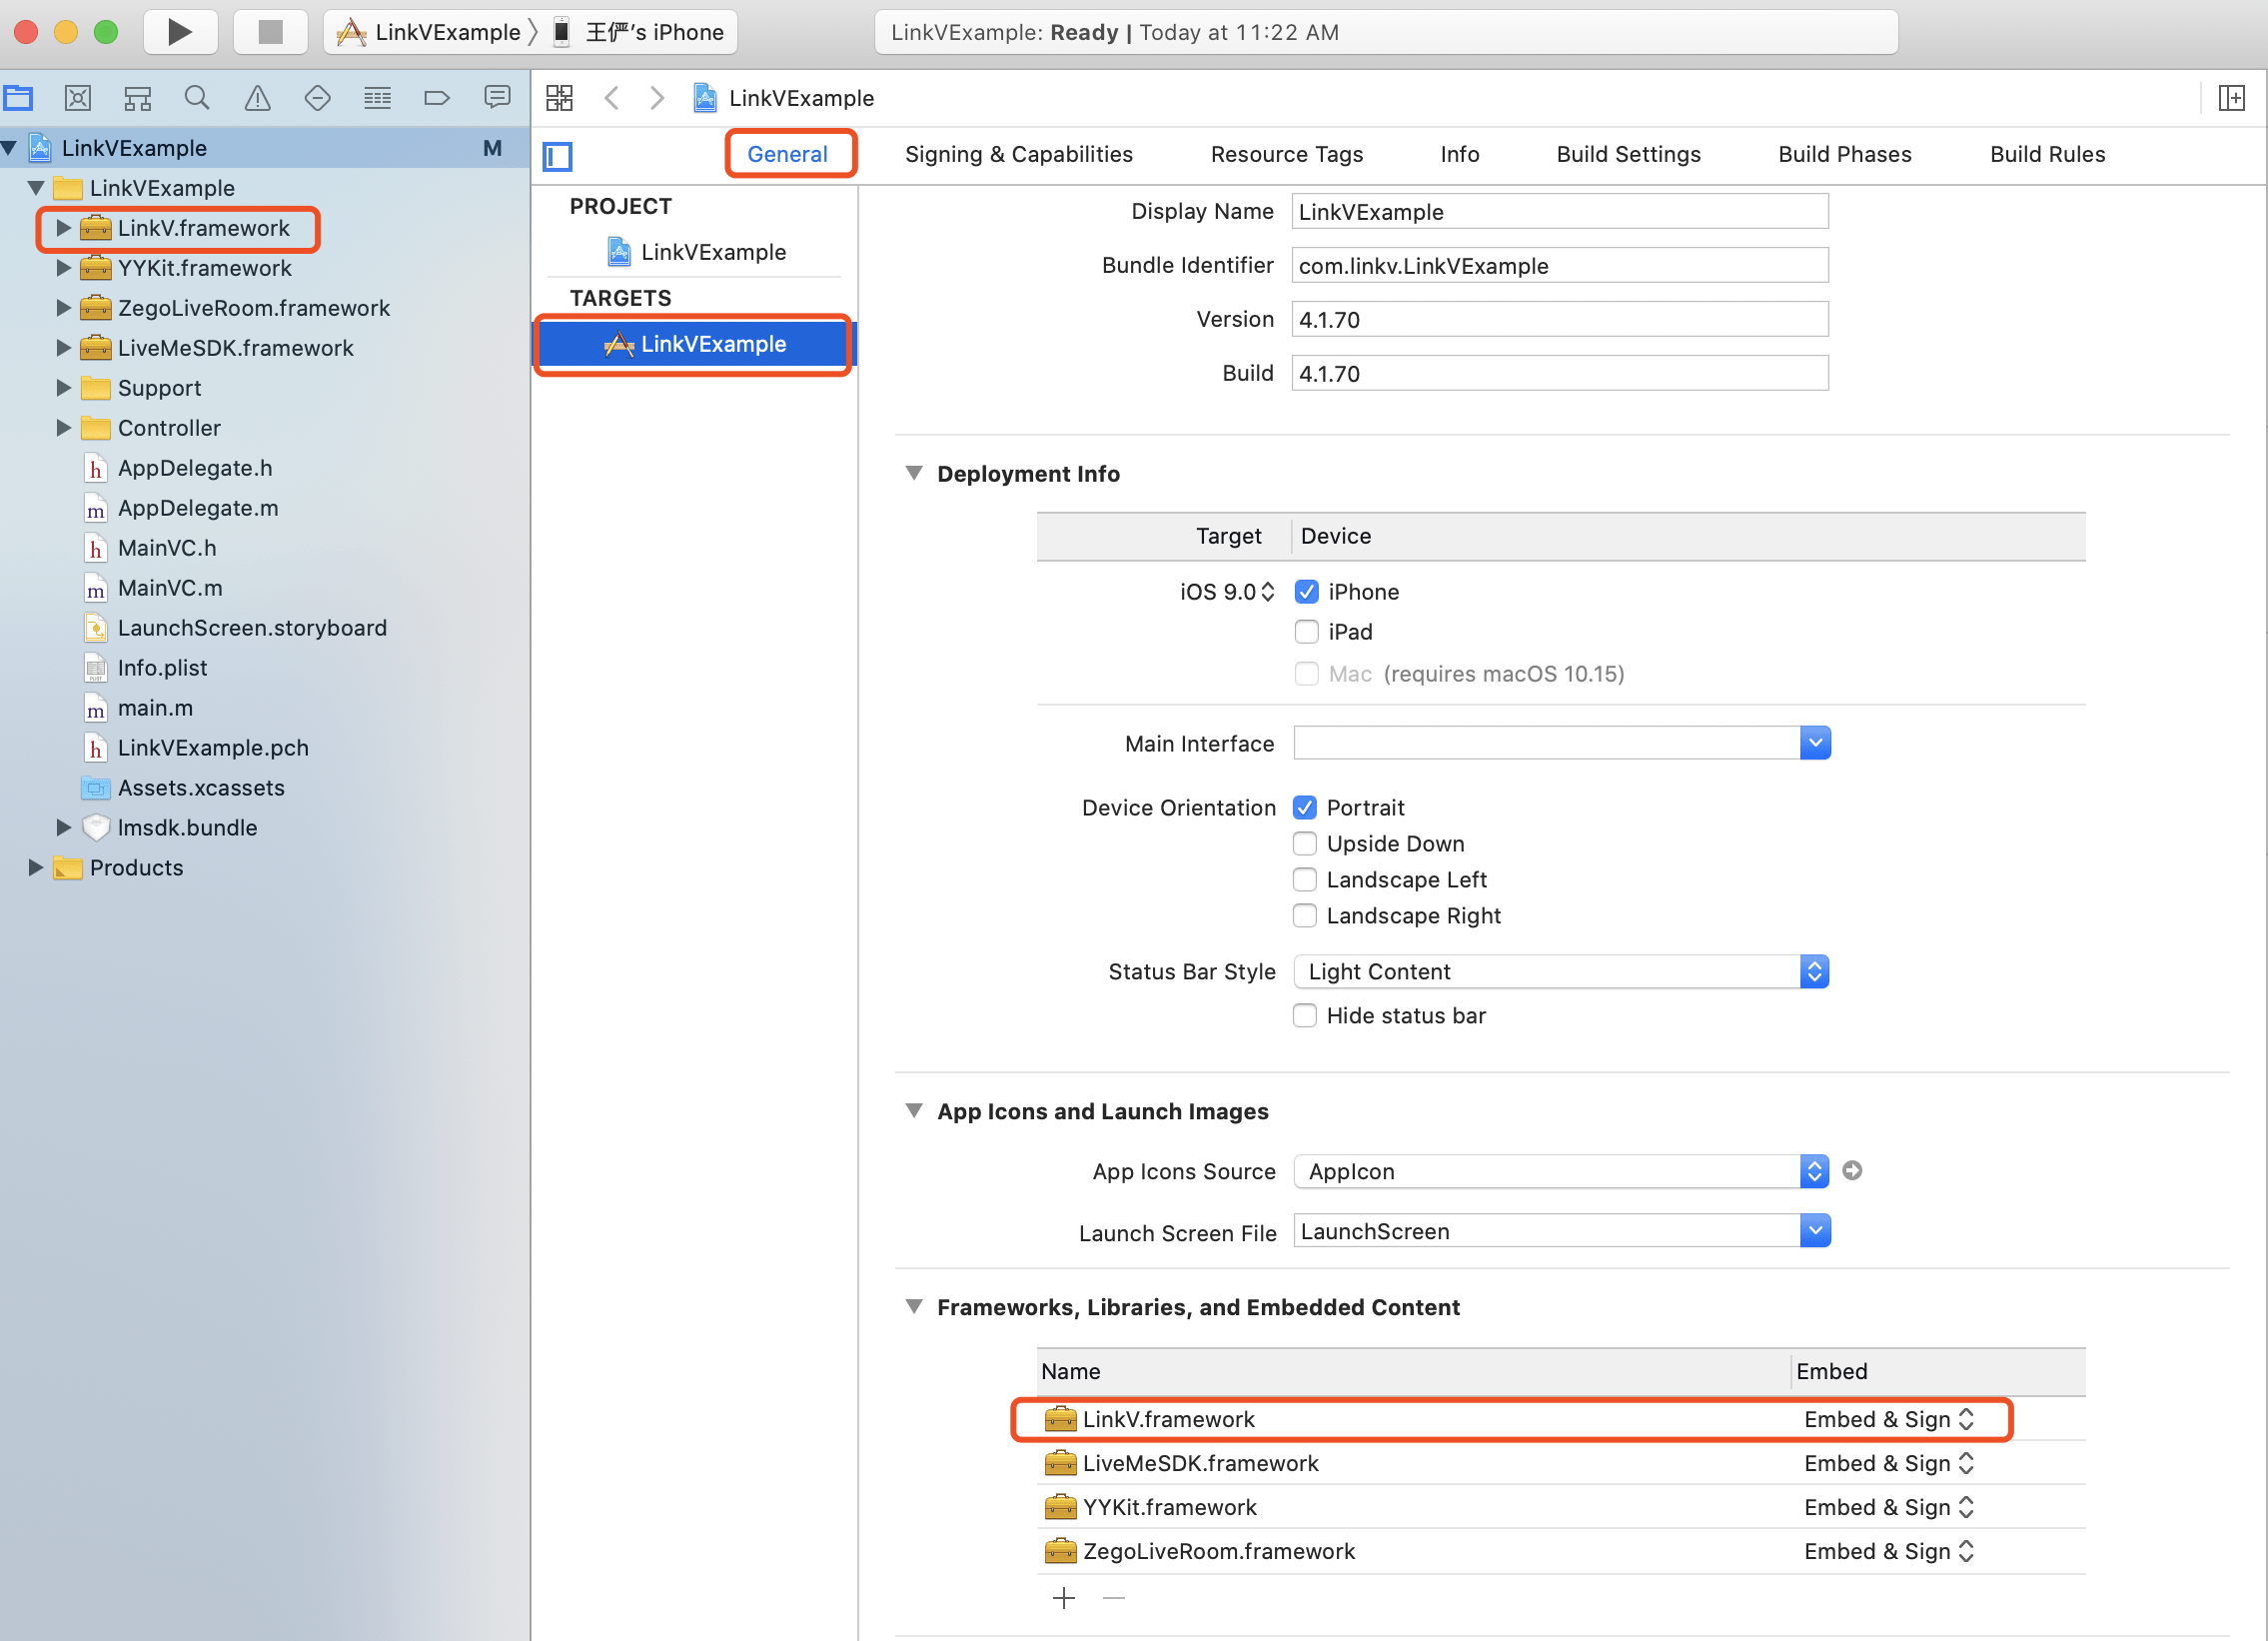 LinkVExample 王俨's iPhone
LinkVExample: Ready | Today at 11:22 AM
LinkVExample M
LinkVExample
LinkV.framework
YYKit.framework
ZegoLiveRoom.framework
LiveMeSDK.framework
Support
Controller
h AppDelegate.h
m AppDelegate.m
h MainVC.h
m MainVC.m
LaunchScreen.storyboard
Info.plist
m main.m
h LinkVExample.pch
Assets.xcassets
lmsdk.bundle
Products
LinkVExample
General Signing & Capabilities Resource Tags Info Build Settings Build Phases Build Rules
PROJECT
LinkVExample
TARGETS
LinkVExample
Display Name LinkVExample
Bundle Identifier com.linkv.LinkVExample
Version 4.1.70
Build 4.1.70
Deployment Info
Target Device
iOS 9.0 iPhone
iPad
Mac (requires macOS 10.15)
Main Interface
Device Orientation Portrait
Upside Down
Landscape Left
Landscape Right
Status Bar Style Light Content
Hide status bar
App Icons and Launch Images
App Icons Source AppIcon
Launch Screen File LaunchScreen
Frameworks, Libraries, and Embedded Content
Name Embed
LinkV.framework Embed & Sign
LiveMeSDK.framework Embed & Sign
YYKit.framework Embed & Sign
ZegoLiveRoom.framework Embed & Sign